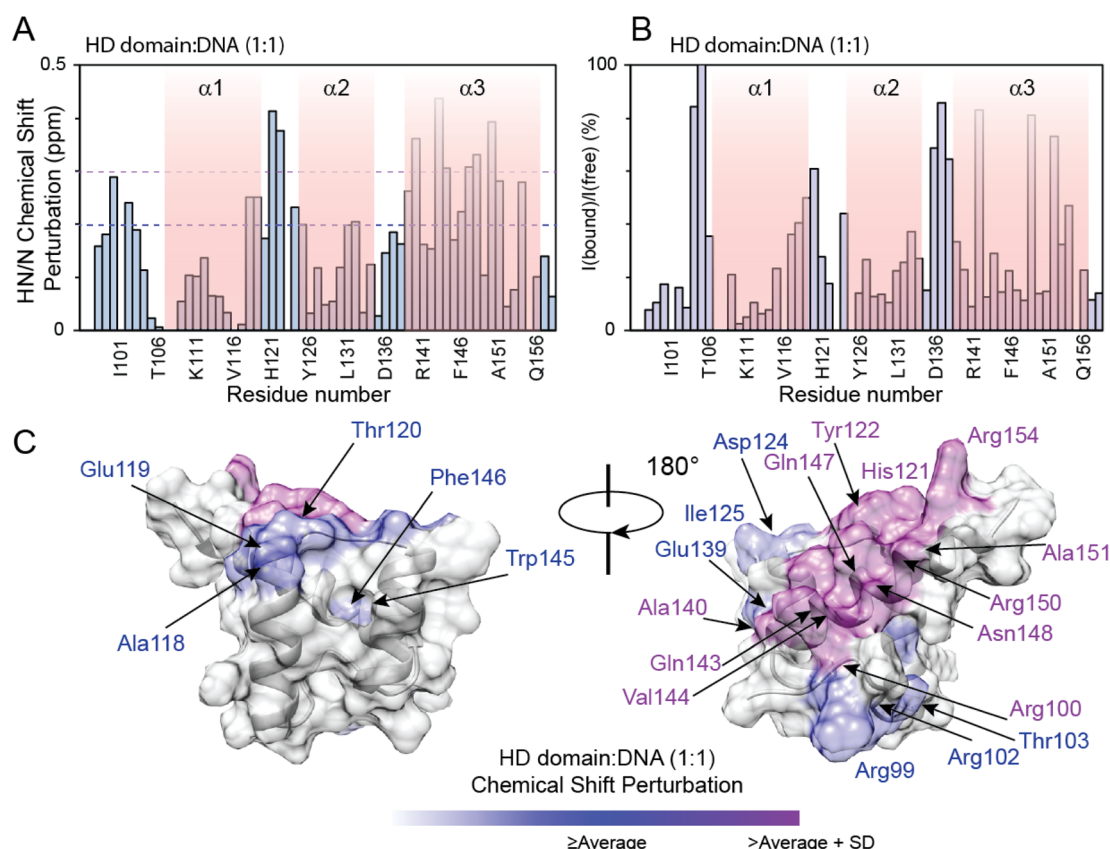 A
HD domain:DNA (1:1)
0.5
α1
α2
α3
HN/N Chemical Shift
Perturbation (ppm)
0
I101
T106
K111
V116
H121
Y126
L131
D136
R141
F146
A151
Q156
Residue number
B
HD domain:DNA (1:1)
100
α1
α2
α3
I(bound)/I(free) (%)
0
I101
T106
K111
V116
H121
Y126
L131
D136
R141
F146
A151
Q156
Residue number
C
Thr120
Glu119
Phe146
Trp145
Ala118
180°
Tyr122
Arg154
Asp124
Gln147
His121
Ile125
Glu139
Ala151
Ala140
Arg150
Asn148
Gln143
Val144
Arg100
Thr103
Arg102
Arg99
HD domain:DNA (1:1)
Chemical Shift Perturbation
≥Average
>Average + SD